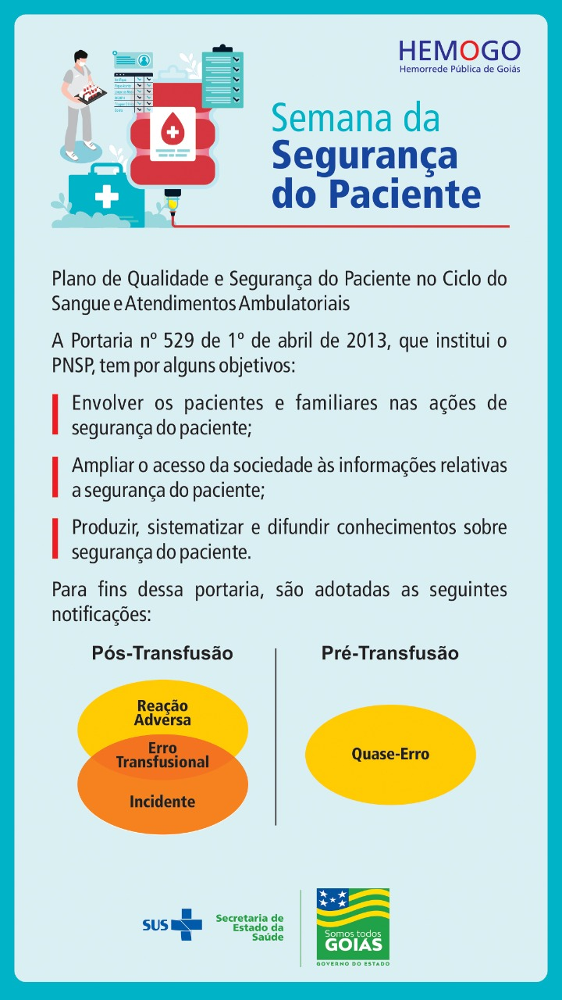 HEMOGO
Hemorrede Pública de Goiás
Semana da
Segurança
do Paciente
Plano de Qualidade e Segurança do Paciente no Ciclo do
Sangue e Atendimentos Ambulatoriais
A Portaria nº 529 de 1º de abril de 2013, que institui o
PNSP, tem por alguns objetivos:
Envolver os pacientes e familiares nas ações de
segurança do paciente;
Ampliar o acesso da sociedade às informações relativas
a segurança do paciente;
Produzir, sistematizar e difundir conhecimentos sobre
segurança do paciente.
Para fins dessa portaria, são adotadas as seguintes
notificações:
Pós-Transfusão
Reação
Adversa
Erro
Transfusional
Incidente
Pré-Transfusão
Quase-Erro
SUS
Secretaria de
Estado da
Saúde
Somos todos
GOIÁS
GOVERNO DO ESTADO